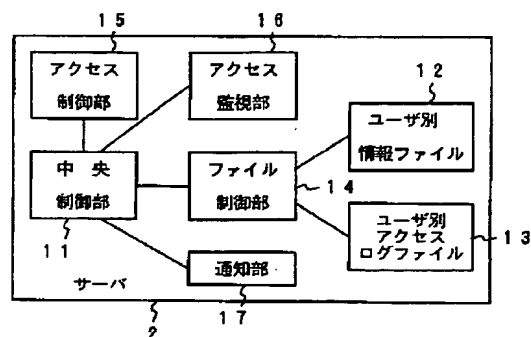 １５
１６
アクセス
制御部
アクセス
監視部
１２
ユーザ別
情報ファイル
中央
制御部
ファイル
制御部
１４
１１
ユーザ別
アクセス
ログファイル
１３
通知部
サーバ
１７
２